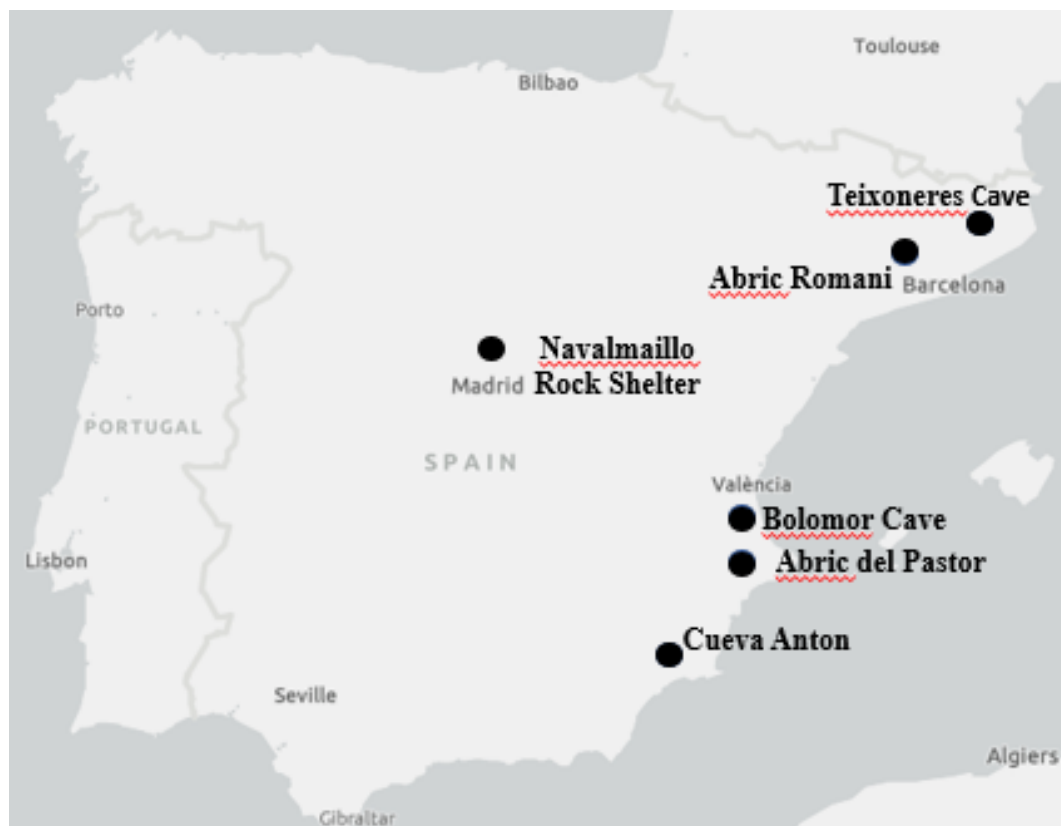 Toulouse
Bilbao
Teixoneres Cave
Abric Romani
Barcelona
Porto
Navalmaillo
Madrid Rock Shelter
PORTUGAL
SPAIN
València
Bolomor Cave
Lisbon
Abric del Pastor
Cueva Anton
Seville
Algiers
Gibraltar